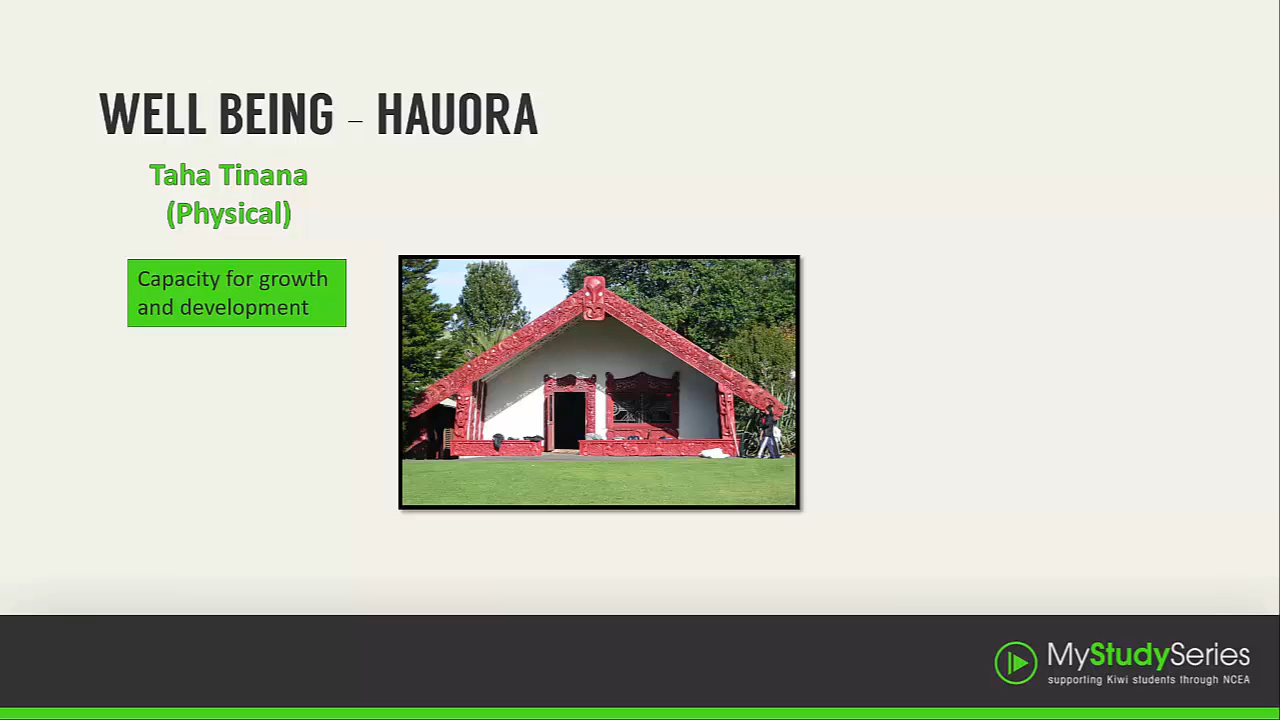 WELL BEING – HAUORA
Taha Tinana
(Physical)
Capacity for growth
and development
MyStudySeries
supporting Kiwi students through NCEA